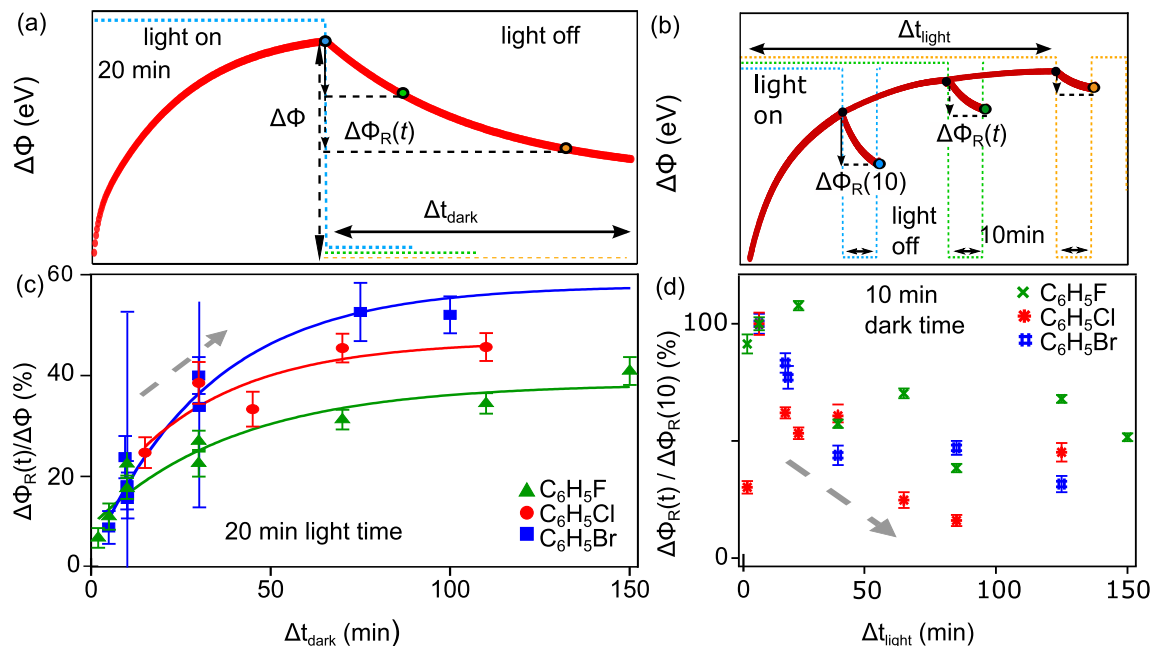 (a)
light on
20 min
light off
ΔΦ
ΔΦR(t)
Δtdark
ΔΦ (eV)
(b)
Δtlight
light
on
ΔΦR(t)
ΔΦR(10)
light
off
10min
ΔΦ (eV)
(c)
60
40
20
0
0
50
100
150
C6H5F
C6H5Cl
C6H5Br
20 min light time
ΔΦR(t)/ΔΦ (%)
Δtdark (min)
(d)
10 min
dark time
C6H5F
C6H5Cl
C6H5Br
100
0
0
50
100
150
ΔΦR(t) / ΔΦR(10) (%)
Δtlight (min)